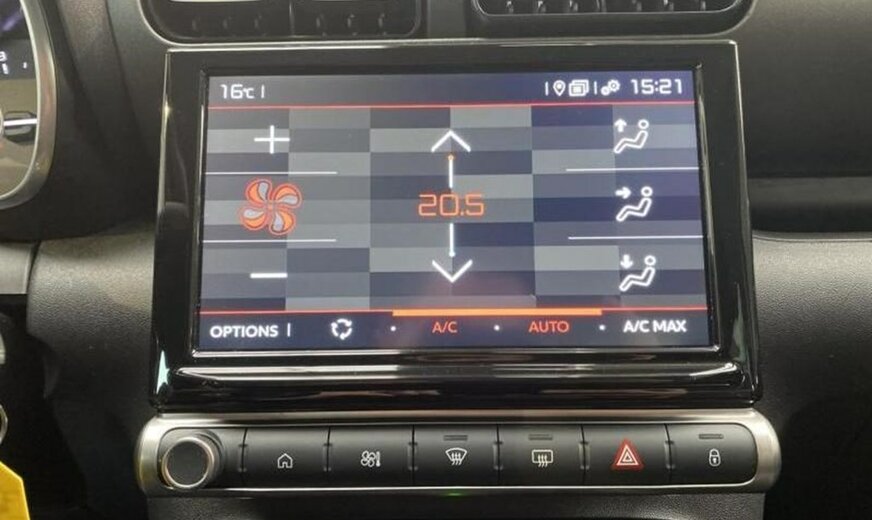 16°C
15:21
20.5
OPTIONS A/C AUTO A/C MAX